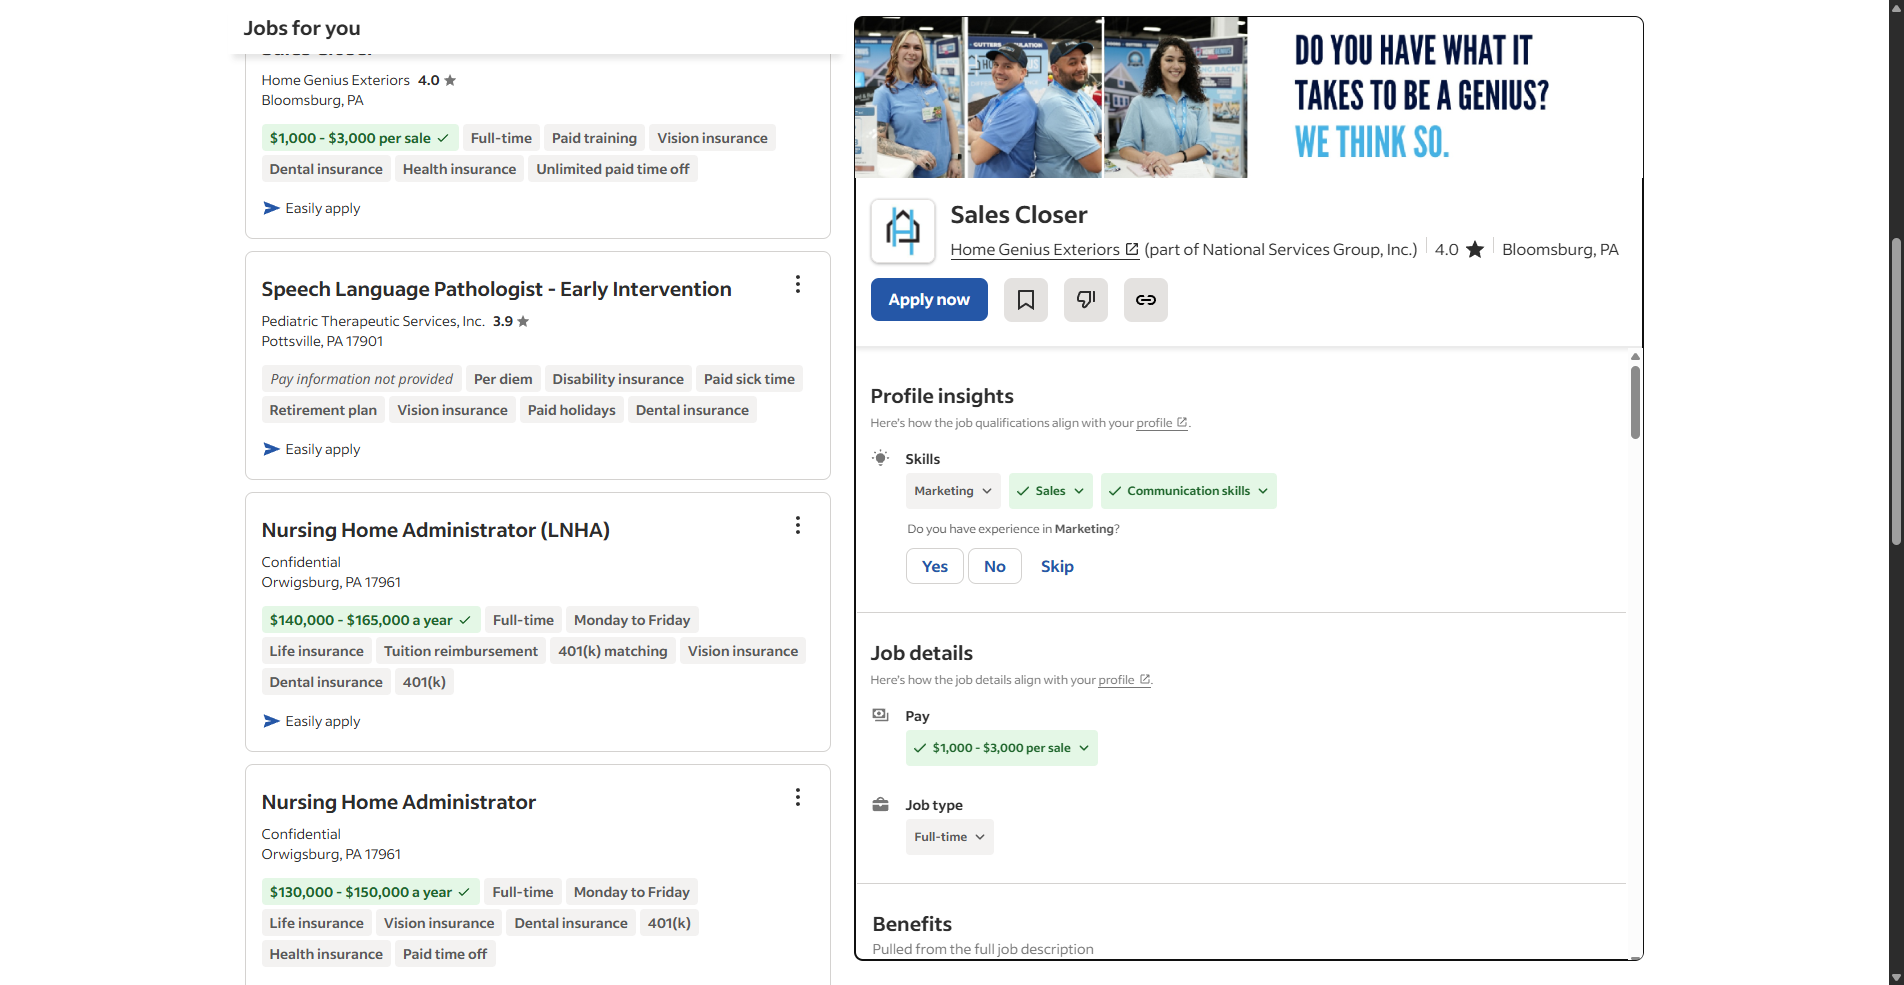 Jobs for you
Sales Closer
Home Genius Exteriors 4.0
Bloomsburg, PA
$1,000 - $3,000 per sale
Full-time
Paid training
Vision insurance
Dental insurance
Health insurance
Unlimited paid time off
Easily apply
Speech Language Pathologist - Early Intervention
Pediatric Therapeutic Services, Inc. 3.9
Pottsville, PA 17901
Pay information not provided
Per diem
Disability insurance
Paid sick time
Retirement plan
Vision insurance
Paid holidays
Dental insurance
Easily apply
Nursing Home Administrator (LNHA)
Confidential
Orwigsburg, PA 17961
$140,000 - $165,000 a year
Full-time
Monday to Friday
Life insurance
Tuition reimbursement
401(k) matching
Vision insurance
Dental insurance
401(k)
Easily apply
Nursing Home Administrator
Confidential
Orwigsburg, PA 17961
$130,000 - $150,000 a year
Full-time
Monday to Friday
Life insurance
Vision insurance
Dental insurance
401(k)
Health insurance
Paid time off
DO YOU HAVE WHAT IT
TAKES TO BE A GENIUS?
WE THINK SO.
Sales Closer
Home Genius Exteriors (part of National Services Group, Inc.) 4.0 Bloomsburg, PA
Apply now
Profile insights
Here's how the job qualifications align with your profile.
Skills
Marketing
Sales
Communication skills
Do you have experience in Marketing?
Yes
No
Skip
Job details
Here's how the job details align with your profile.
Pay
$1,000 - $3,000 per sale
Job type
Full-time
Benefits
Pulled from the full job description